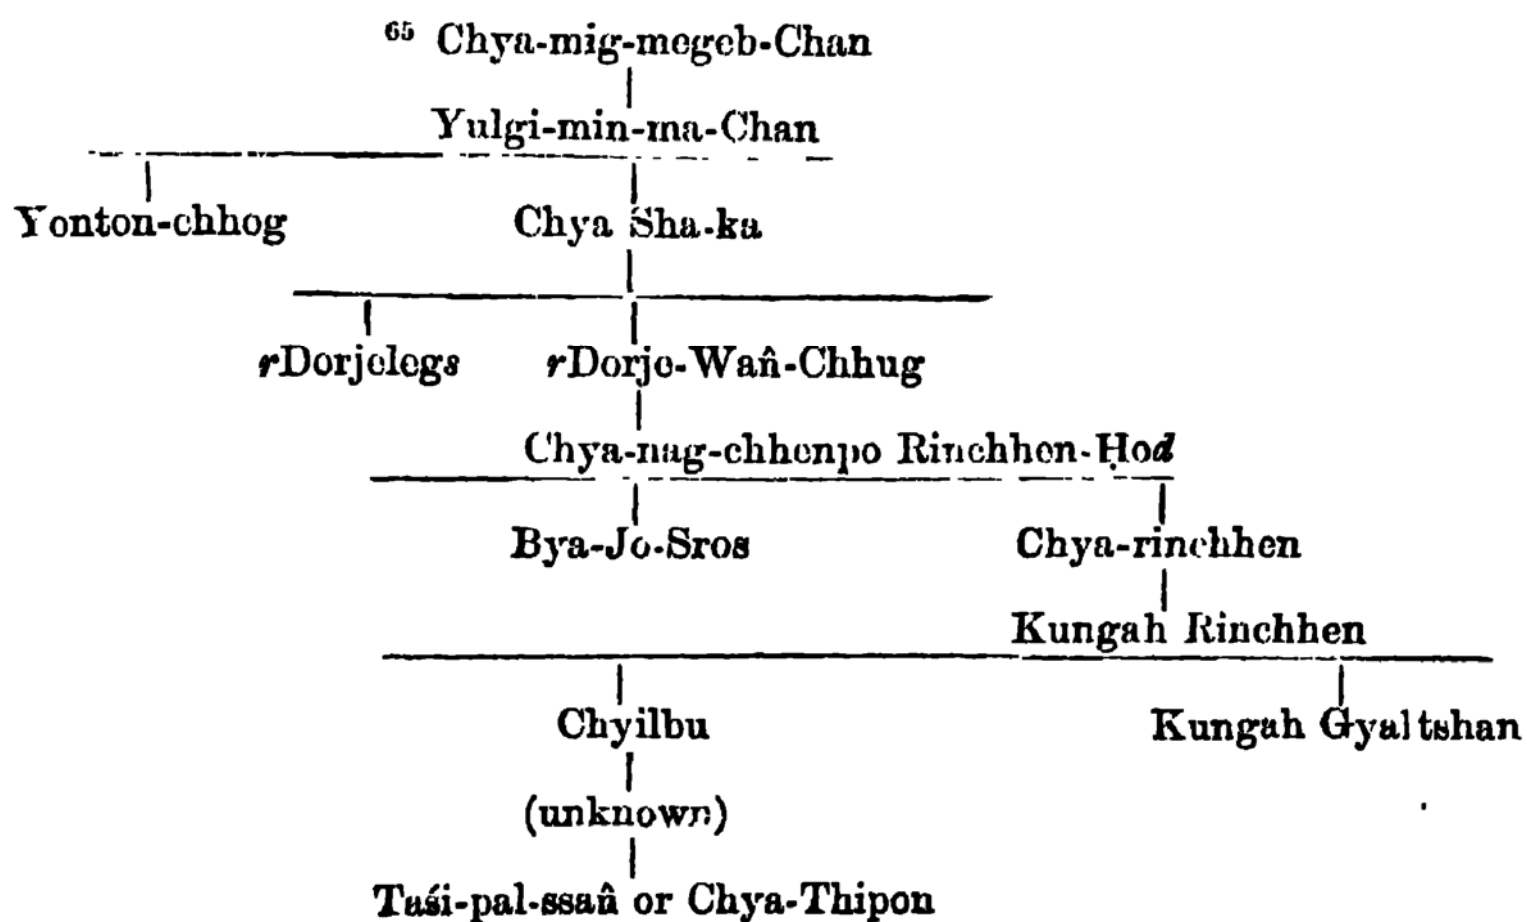 65 Chya-mig-megeb-Chan
Yulgi-min-ma-Chan
Yonton-chhog Chya Sha-ka
rDorjelegs rDorje-Wan̂-Chhug
Chya-nag-chhenpo Rinchhen-Ḥod
Bya-Jo-Sros Chya-rinchhen
Kungah Rinchhen
Chyilbu Kungah Gyaltshan
(unknown)
Taśi-pal-ssan̂ or Chya-Thipon